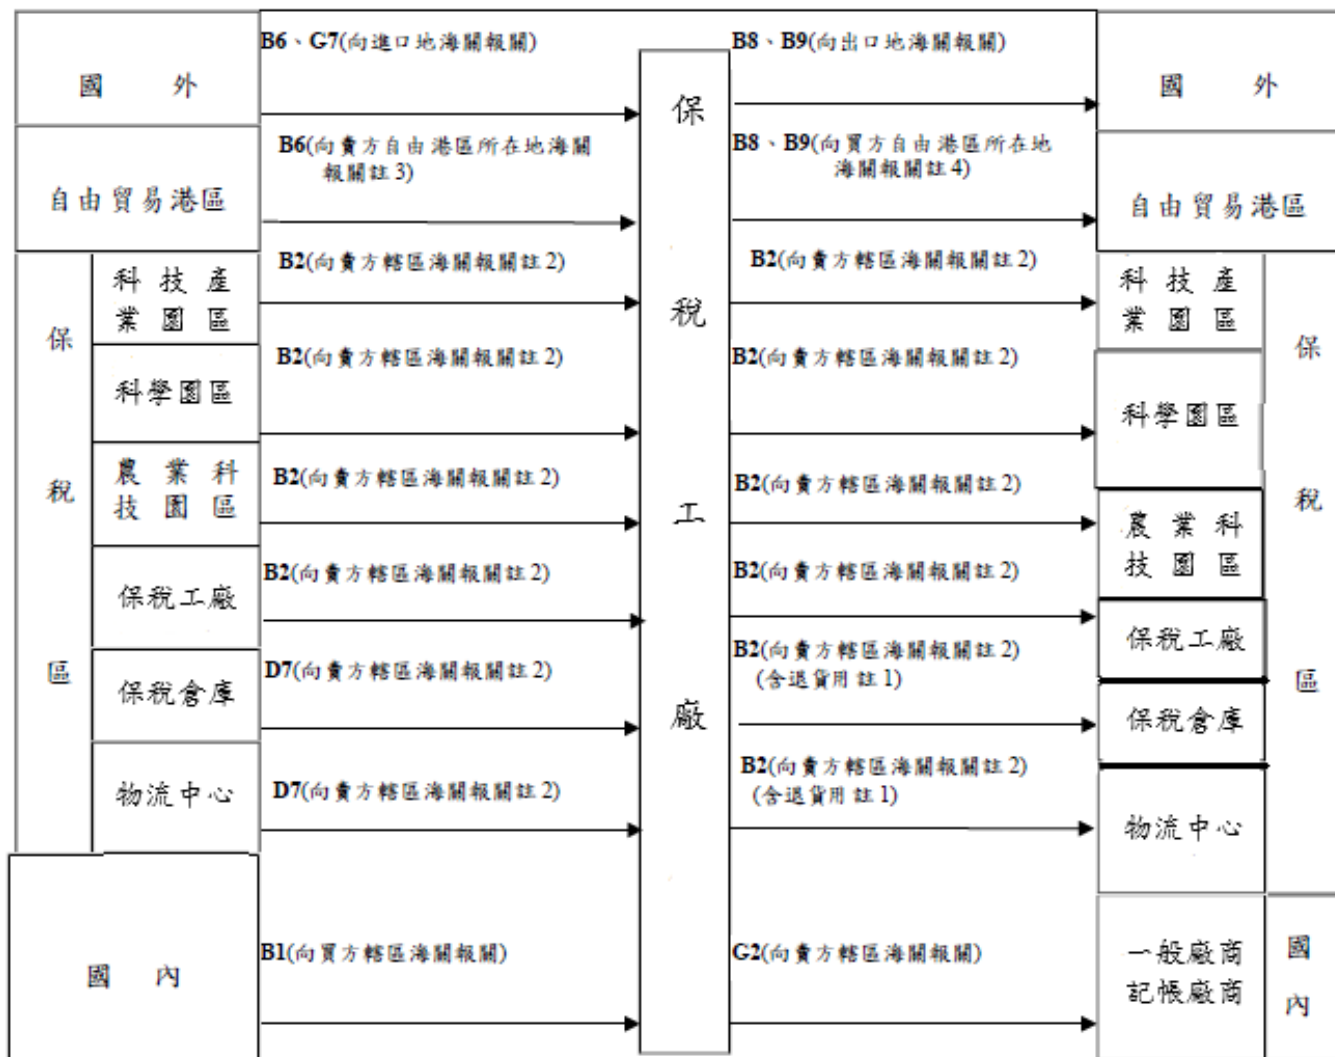 國 外
自由貿易港區
保 稅 區
科 技 產
業 園 區
科學園區
農 業 科
技 園 區
保稅工廠
保稅倉庫
物流中心
國 內
B6、G7(向進口地海關報關)
B6(向賣方自由港區所在地海關
報關註 3)
B2(向賣方轄區海關報關註 2)
B2(向賣方轄區海關報關註 2)
B2(向賣方轄區海關報關註 2)
B2(向賣方轄區海關報關註 2)
D7(向賣方轄區海關報關註 2)
D7(向賣方轄區海關報關註 2)
B1(向買方轄區海關報關)
保 稅 工 廠
B8、B9(向出口地海關報關)
B8、B9(向買方自由港區所在地
海關報關註 4)
B2(向賣方轄區海關報關註 2)
B2(向賣方轄區海關報關註 2)
B2(向賣方轄區海關報關註 2)
B2(向賣方轄區海關報關註 2)
B2(向賣方轄區海關報關註 2)
(含退貨用註 1)
B2(向賣方轄區海關報關註 2)
(含退貨用註 1)
G2(向賣方轄區海關報關)
國 外
自由貿易港區
科 技 產
業 園 區
科學園區
農 業 科
技 園 區
保稅工廠
保稅倉庫
物流中心
保 稅 區
一般廠商
記帳廠商
國 內